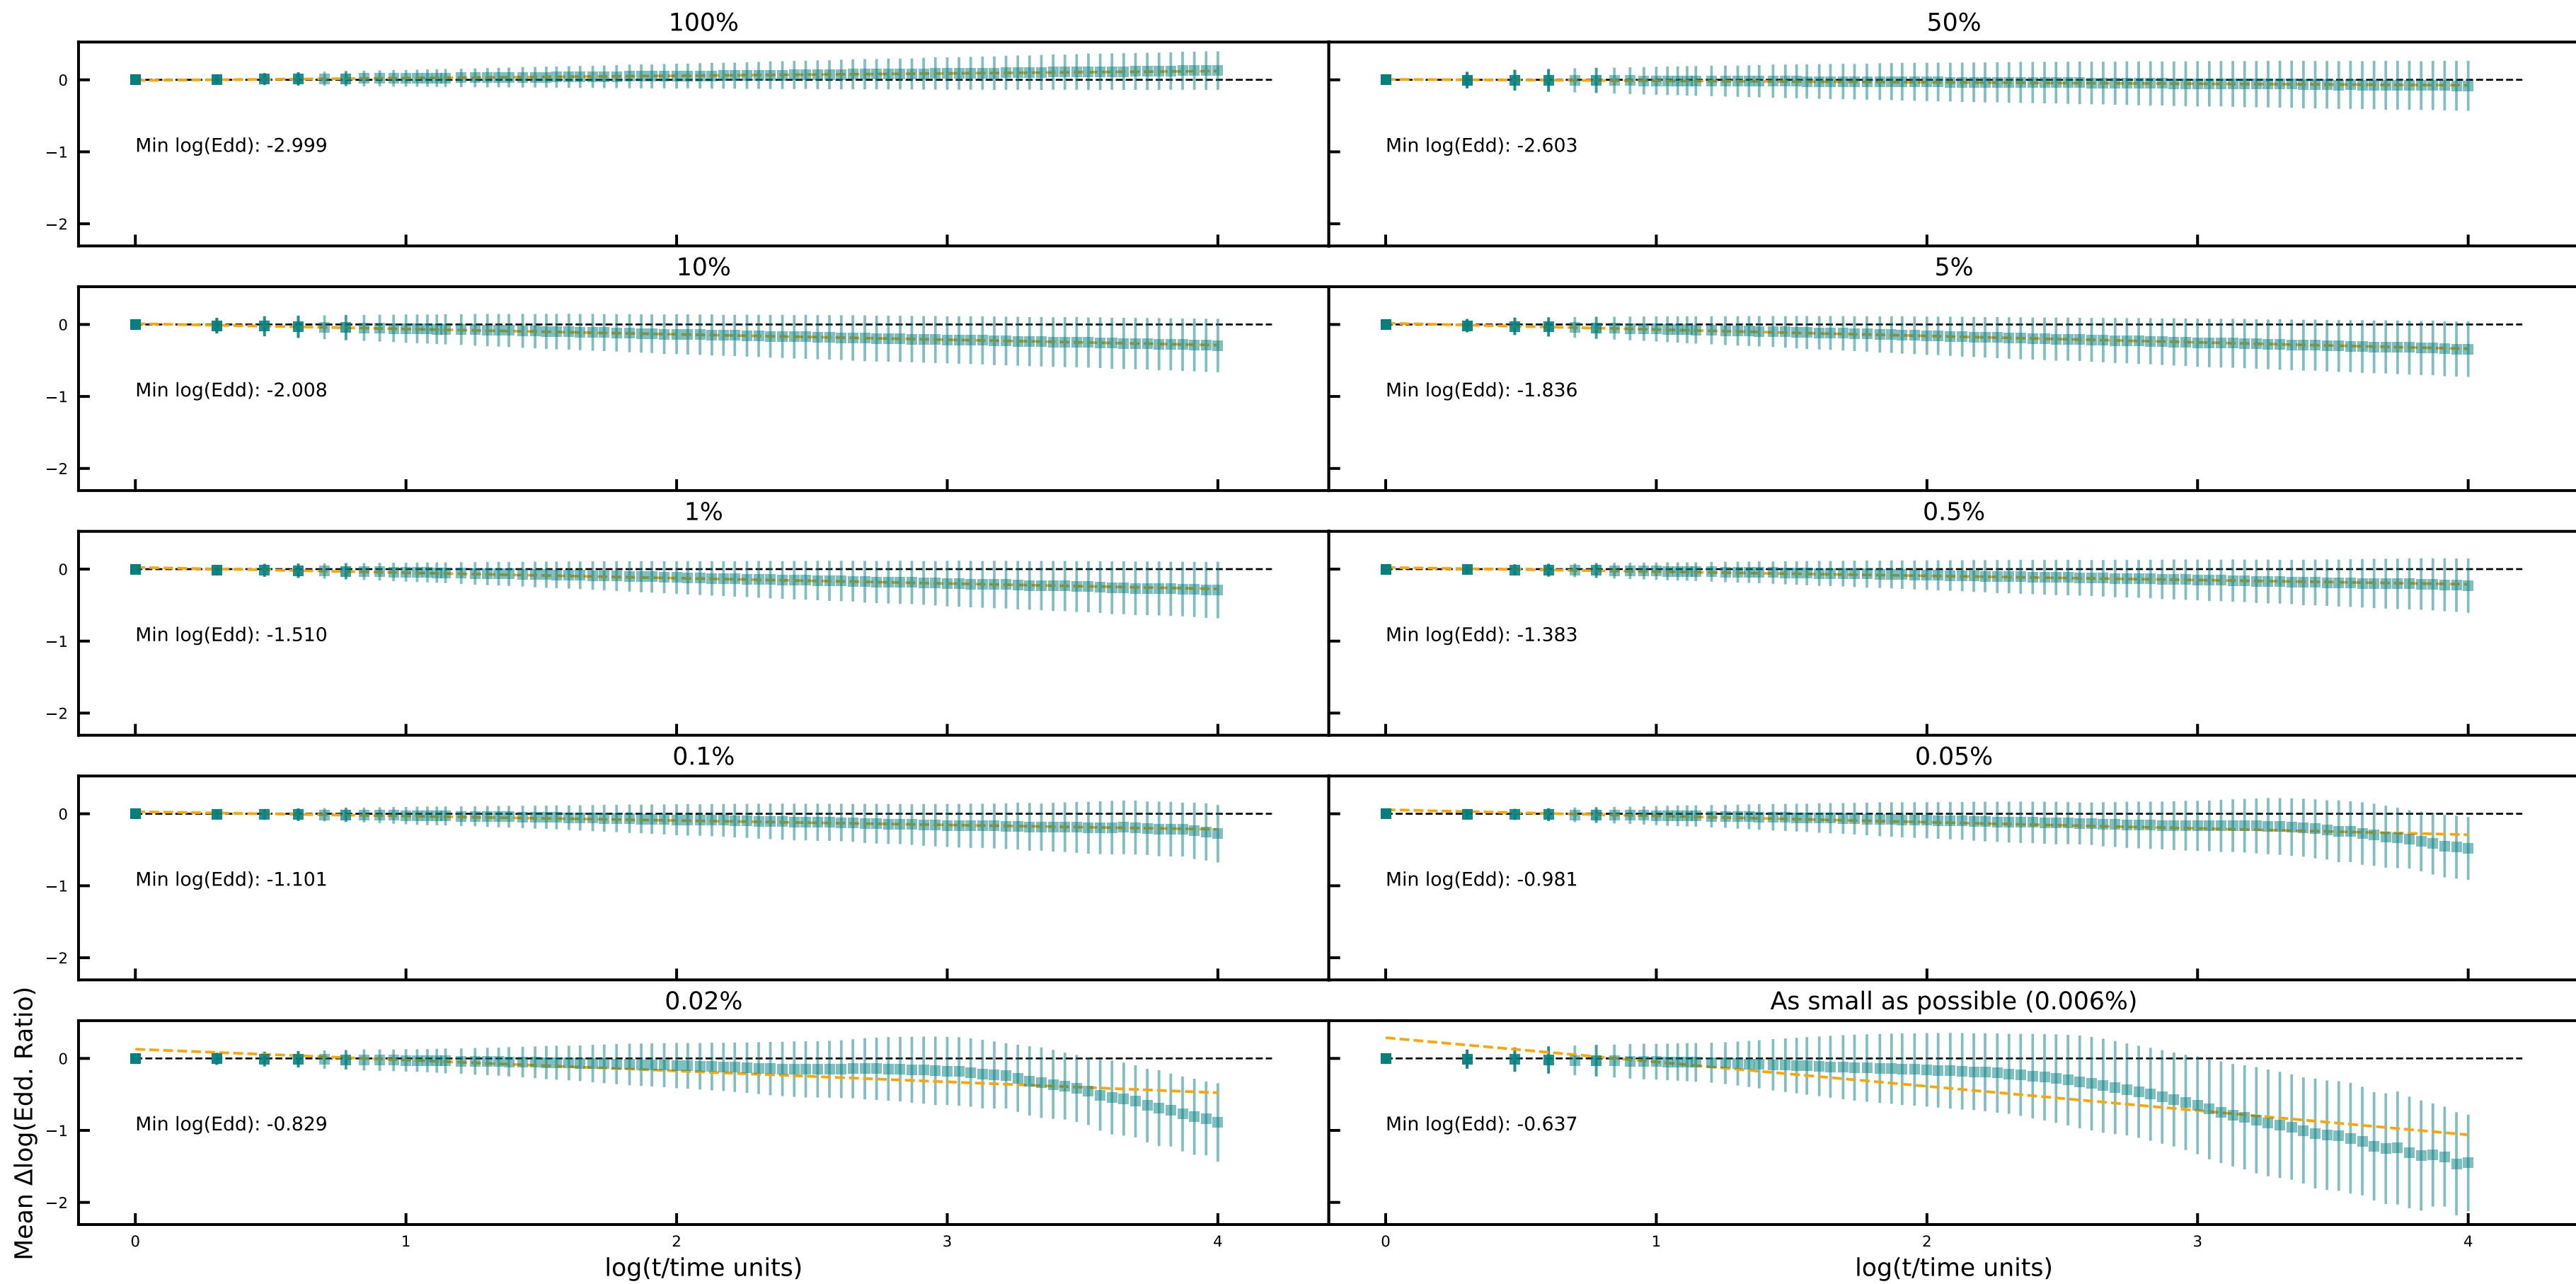 100%
50%
0
−1
−2
Min log(Edd): -2.999
Min log(Edd): -2.603
10%
5%
0
−1
−2
Min log(Edd): -2.008
Min log(Edd): -1.836
1%
0.5%
0
−1
−2
Min log(Edd): -1.510
Min log(Edd): -1.383
0.1%
0.05%
0
−1
−2
Min log(Edd): -1.101
Min log(Edd): -0.981
0.02%
As small as possible (0.006%)
0
−1
−2
Min log(Edd): -0.829
Min log(Edd): -0.637
Mean Δlog(Edd. Ratio)
0 1 2 3 4
0 1 2 3 4
log(t/time units)
log(t/time units)